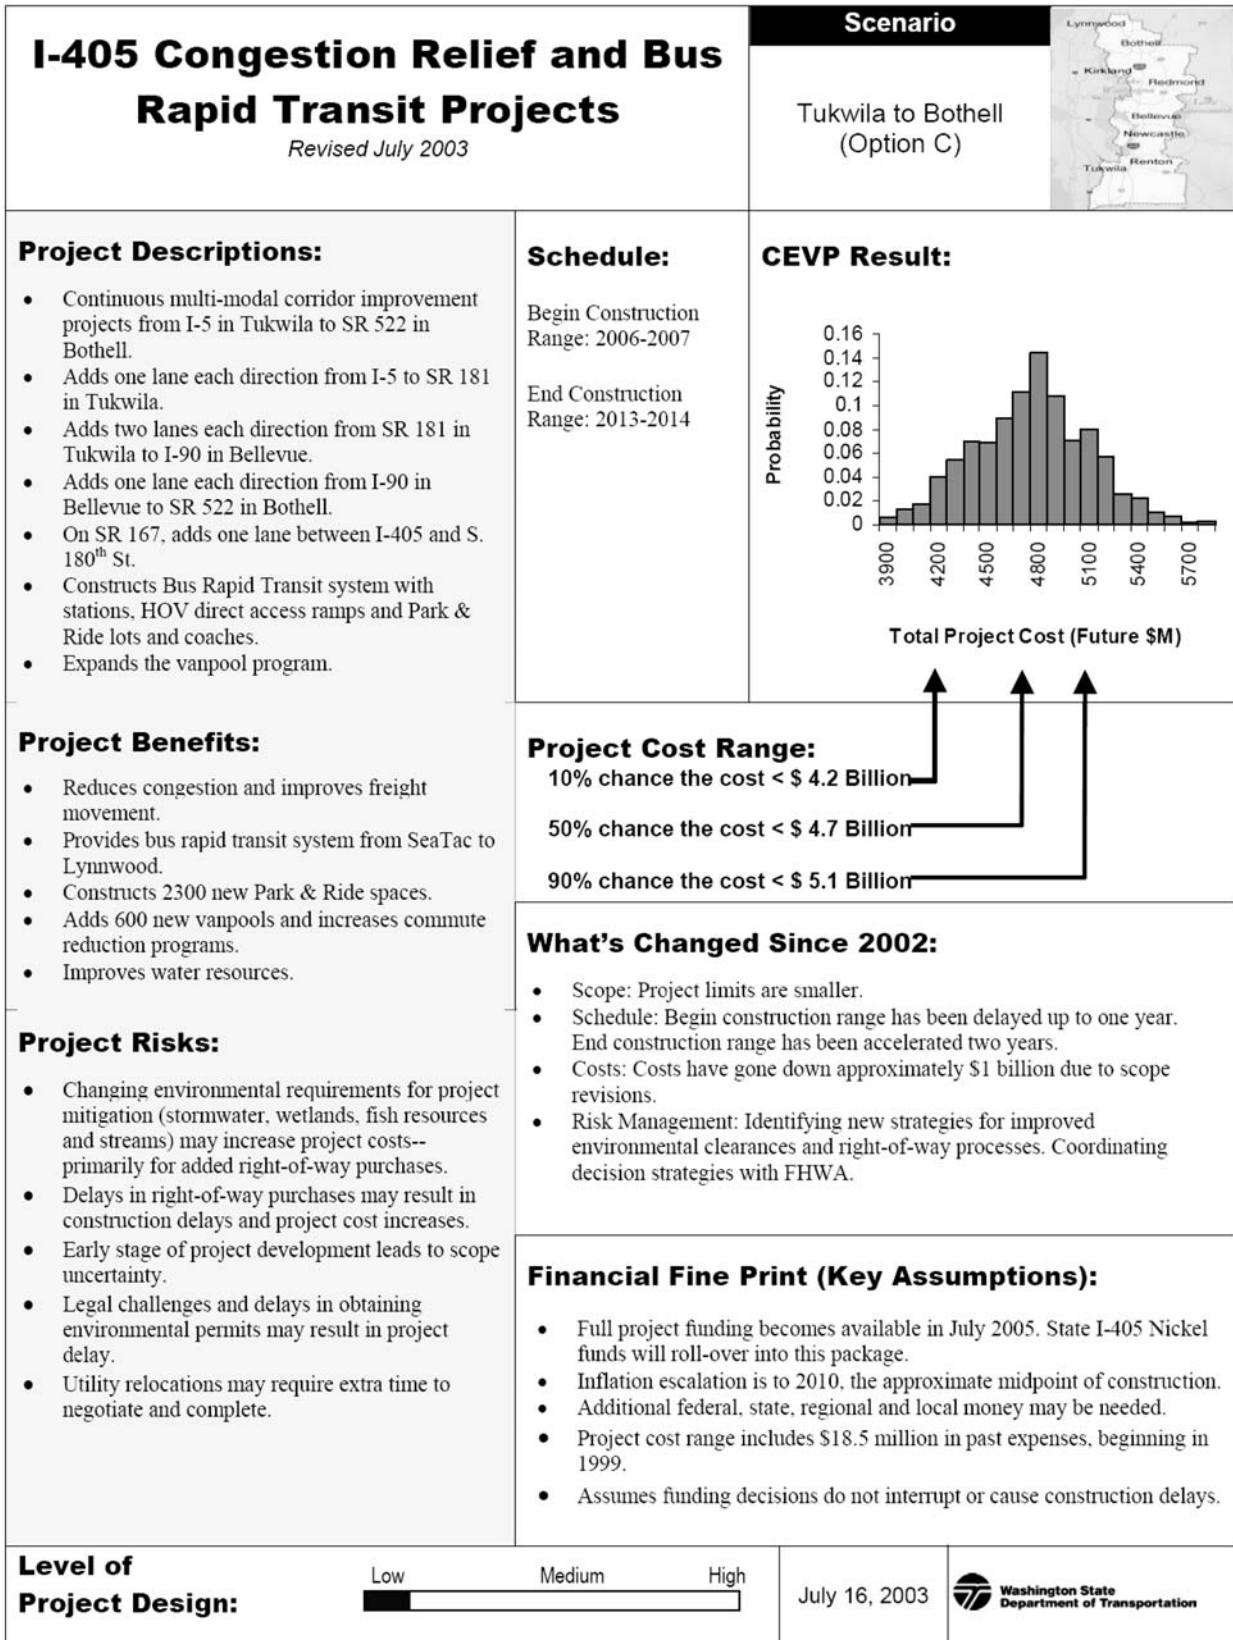 I-405 Congestion Relief and Bus
Rapid Transit Projects
Revised July 2003
Scenario
Tukwila to Bothell
(Option C)
Lynnwood
Bothell
Kirkland
Redmond
Bellevue
Newcastle
Renton
Tukwila
Project Descriptions:
• Continuous multi-modal corridor improvement
projects from I-5 in Tukwila to SR 522 in
Bothell.
• Adds one lane each direction from I-5 to SR 181
in Tukwila.
• Adds two lanes each direction from SR 181 in
Tukwila to I-90 in Bellevue.
• Adds one lane each direction from I-90 in
Bellevue to SR 522 in Bothell.
• On SR 167, adds one lane between I-405 and S.
180th St.
• Constructs Bus Rapid Transit system with
stations, HOV direct access ramps and Park &
Ride lots and coaches.
• Expands the vanpool program.
Schedule:
Begin Construction
Range: 2006-2007
End Construction
Range: 2013-2014
CEVP Result:
Probability
0.16
0.14
0.12
0.1
0.08
0.06
0.04
0.02
0
3900
4200
4500
4800
5100
5400
5700
Total Project Cost (Future $M)
Project Benefits:
• Reduces congestion and improves freight
movement.
• Provides bus rapid transit system from SeaTac to
Lynnwood.
• Constructs 2300 new Park & Ride spaces.
• Adds 600 new vanpools and increases commute
reduction programs.
• Improves water resources.
Project Cost Range:
10% chance the cost < $ 4.2 Billion
50% chance the cost < $ 4.7 Billion
90% chance the cost < $ 5.1 Billion
What's Changed Since 2002:
• Scope: Project limits are smaller.
• Schedule: Begin construction range has been delayed up to one year.
End construction range has been accelerated two years.
• Costs: Costs have gone down approximately $1 billion due to scope
revisions.
• Risk Management: Identifying new strategies for improved
environmental clearances and right-of-way processes. Coordinating
decision strategies with FHWA.
Project Risks:
• Changing environmental requirements for project
mitigation (stormwater, wetlands, fish resources
and streams) may increase project costs--
primarily for added right-of-way purchases.
• Delays in right-of-way purchases may result in
construction delays and project cost increases.
• Early stage of project development leads to scope
uncertainty.
• Legal challenges and delays in obtaining
environmental permits may result in project
delay.
• Utility relocations may require extra time to
negotiate and complete.
Financial Fine Print (Key Assumptions):
• Full project funding becomes available in July 2005. State I-405 Nickel
funds will roll-over into this package.
• Inflation escalation is to 2010, the approximate midpoint of construction.
• Additional federal, state, regional and local money may be needed.
• Project cost range includes $18.5 million in past expenses, beginning in
1999.
• Assumes funding decisions do not interrupt or cause construction delays.
Level of
Project Design:
Low
Medium
High
July 16, 2003
Washington State
Department of Transportation